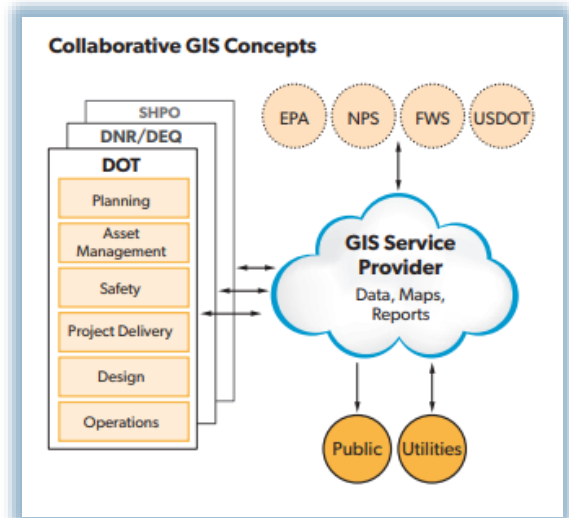 Collaborative GIS Concepts
SHPO
DNR/DEQ
DOT
Planning
Asset
Management
Safety
Project Delivery
Design
Operations
EPA
NPS
FWS
USDOT
GIS Service
Provider
Data, Maps,
Reports
Public
Utilities